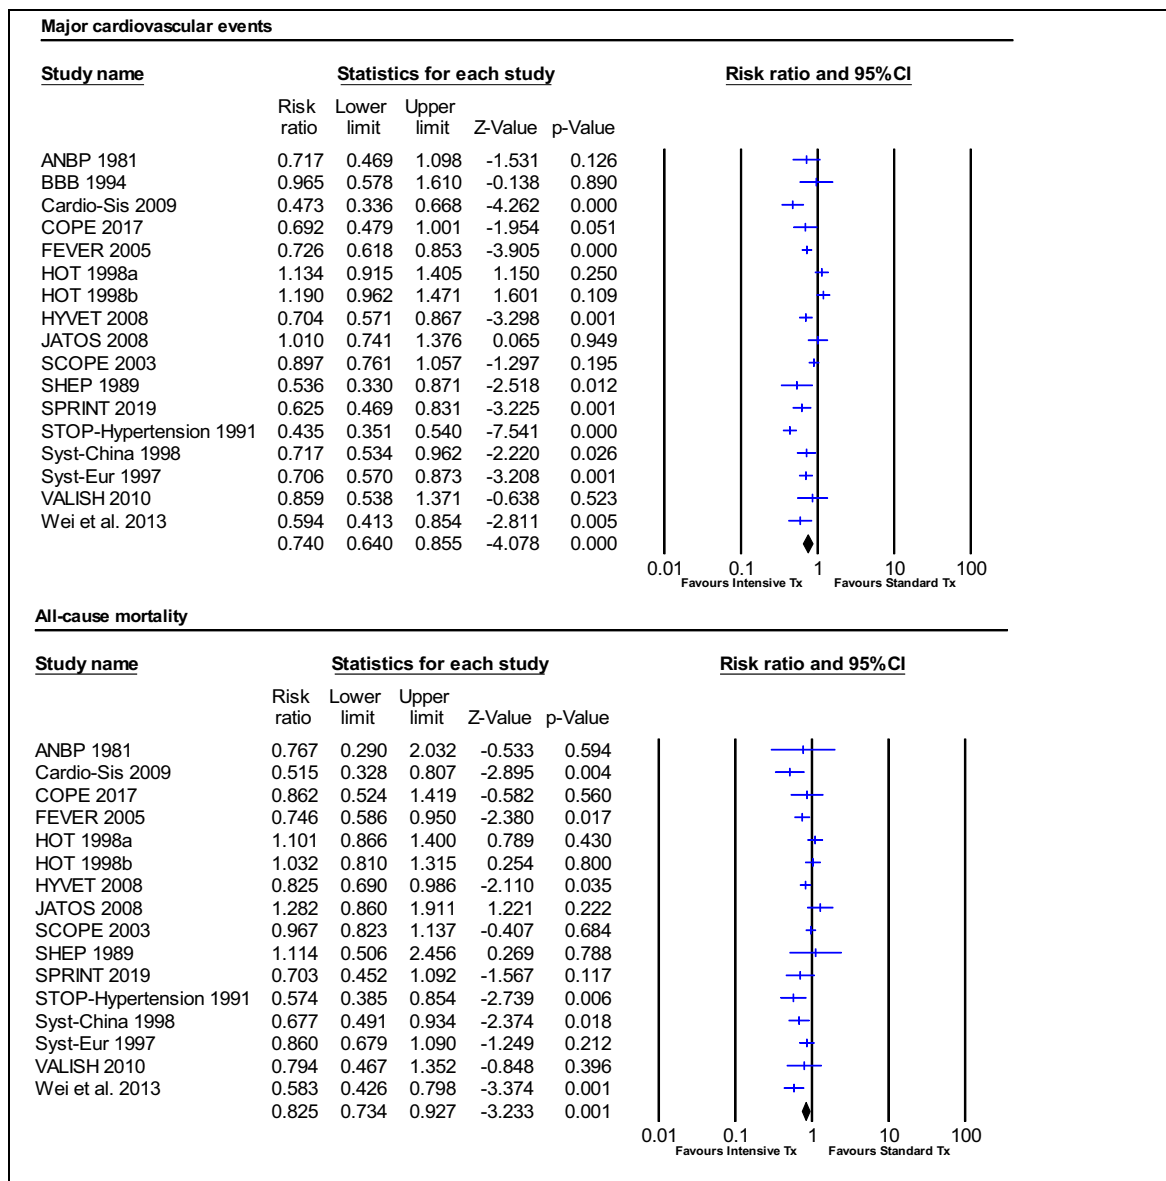 Major cardiovascular events
Study name Statistics for each study Risk ratio and 95%CI
Risk Lower Upper
ratio limit limit Z-Value p-Value
ANBP 1981 0.717 0.469 1.098 -1.531 0.126
BBB 1994 0.965 0.578 1.610 -0.138 0.890
Cardio-Sis 2009 0.473 0.336 0.668 -4.262 0.000
COPE 2017 0.692 0.479 1.001 -1.954 0.051
FEVER 2005 0.726 0.618 0.853 -3.905 0.000
HOT 1998a 1.134 0.915 1.405 1.150 0.250
HOT 1998b 1.190 0.962 1.471 1.601 0.109
HYVET 2008 0.704 0.571 0.867 -3.298 0.001
JATOS 2008 1.010 0.741 1.376 0.065 0.949
SCOPE 2003 0.897 0.761 1.057 -1.297 0.195
SHEP 1989 0.536 0.330 0.871 -2.518 0.012
SPRINT 2019 0.625 0.469 0.831 -3.225 0.001
STOP-Hypertension 1991 0.435 0.351 0.540 -7.541 0.000
Syst-China 1998 0.717 0.534 0.962 -2.220 0.026
Syst-Eur 1997 0.706 0.570 0.873 -3.208 0.001
VALISH 2010 0.859 0.538 1.371 -0.638 0.523
Wei et al. 2013 0.594 0.413 0.854 -2.811 0.005
0.740 0.640 0.855 -4.078 0.000
0.01 0.1 1 10 100
Favours Intensive Tx Favours Standard Tx
All-cause mortality
Study name Statistics for each study Risk ratio and 95%CI
Risk Lower Upper
ratio limit limit Z-Value p-Value
ANBP 1981 0.767 0.290 2.032 -0.533 0.594
Cardio-Sis 2009 0.515 0.328 0.807 -2.895 0.004
COPE 2017 0.862 0.524 1.419 -0.582 0.560
FEVER 2005 0.746 0.586 0.950 -2.380 0.017
HOT 1998a 1.101 0.866 1.400 0.789 0.430
HOT 1998b 1.032 0.810 1.315 0.254 0.800
HYVET 2008 0.825 0.690 0.986 -2.110 0.035
JATOS 2008 1.282 0.860 1.911 1.221 0.222
SCOPE 2003 0.967 0.823 1.137 -0.407 0.684
SHEP 1989 1.114 0.506 2.456 0.269 0.788
SPRINT 2019 0.703 0.452 1.092 -1.567 0.117
STOP-Hypertension 1991 0.574 0.385 0.854 -2.739 0.006
Syst-China 1998 0.677 0.491 0.934 -2.374 0.018
Syst-Eur 1997 0.860 0.679 1.090 -1.249 0.212
VALISH 2010 0.794 0.467 1.352 -0.848 0.396
Wei et al. 2013 0.583 0.426 0.798 -3.374 0.001
0.825 0.734 0.927 -3.233 0.001
0.01 0.1 1 10 100
Favours Intensive Tx Favours Standard Tx